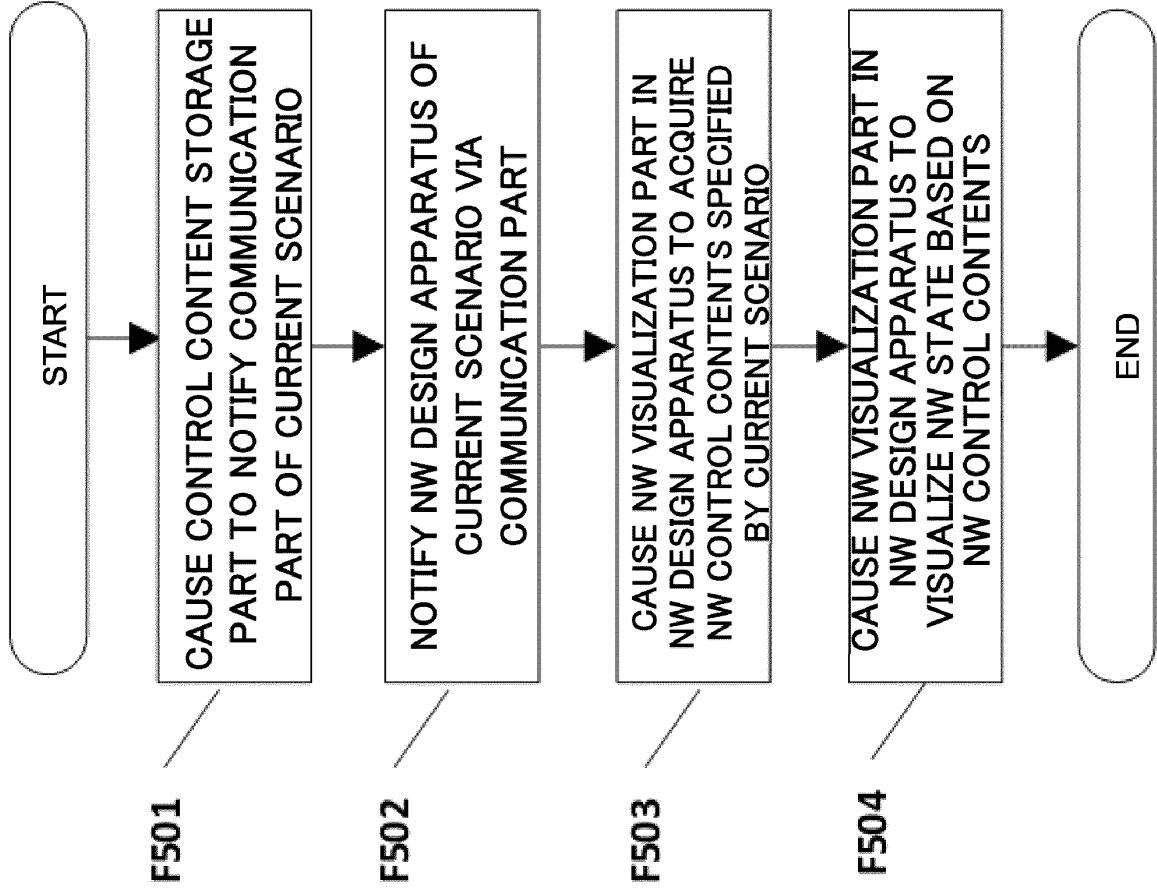 START
F501
CAUSE CONTROL CONTENT STORAGE
PART TO NOTIFY COMMUNICATION
PART OF CURRENT SCENARIO
F502
NOTIFY NW DESIGN APPARATUS OF
CURRENT SCENARIO VIA
COMMUNICATION PART
F503
CAUSE NW VISUALIZATION PART IN
NW DESIGN APPARATUS TO ACQUIRE
NW CONTROL CONTENTS SPECIFIED
BY CURRENT SCENARIO
F504
CAUSE NW VISUALIZATION PART IN
NW DESIGN APPARATUS TO
VISUALIZE NW STATE BASED ON
NW CONTROL CONTENTS
END